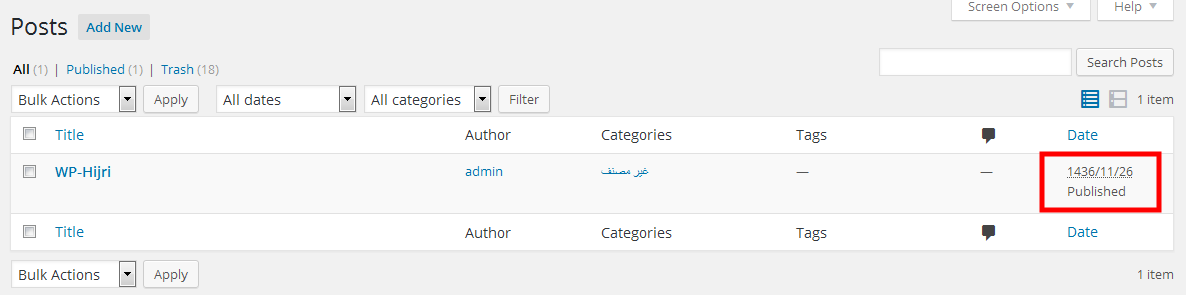 Screen Options Help
Posts Add New
All (1) | Published (1) | Trash (18)
Search Posts
Bulk Actions Apply All dates All categories Filter 1 item
Title Author Categories Tags Date
WP-Hijri admin غير مصنف — — 1436/11/26
Published
Title Author Categories Tags Date
Bulk Actions Apply 1 item